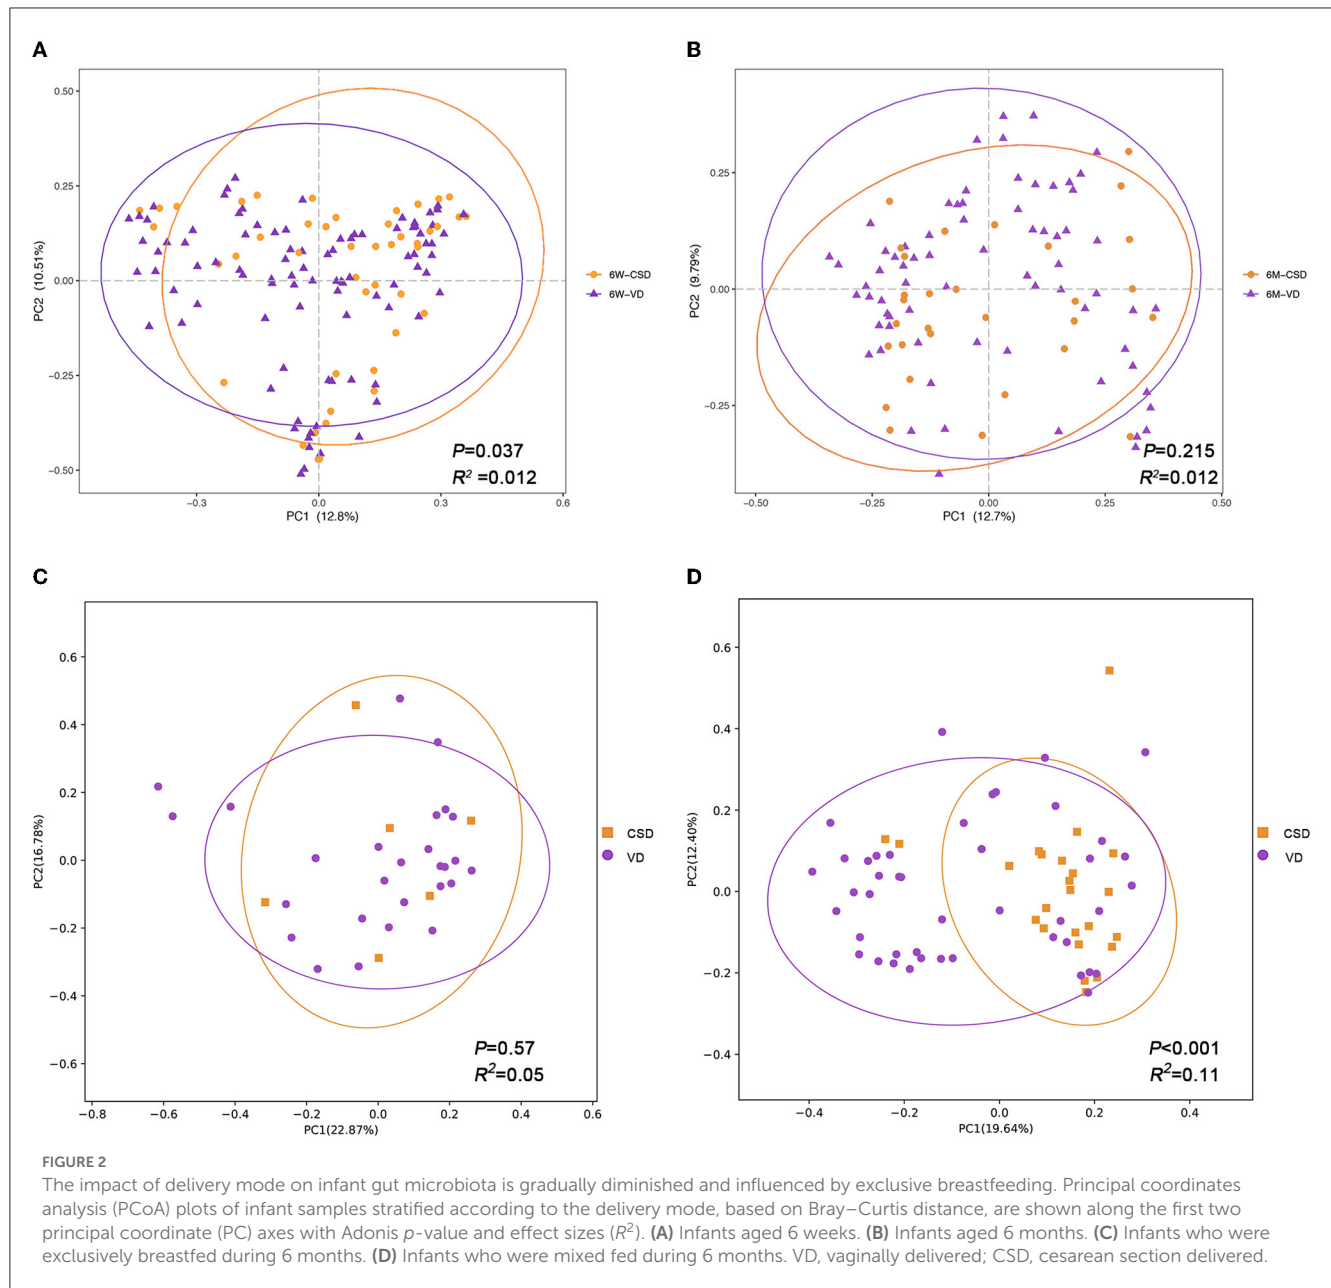 A
0.50
0.25
0.00
−0.25
−0.50
PC2 (10.51%)
−0.3
0.0
0.3
0.6
PC1 (12.8%)
P=0.037
R² =0.012
6W−CSD
6W−VD
B
0.25
0.00
−0.25
PC2 (9.79%)
−0.50
−0.25
0.00
0.25
0.50
PC1 (12.7%)
P=0.215
R²=0.012
6M−CSD
6M−VD
C
0.6
0.4
0.2
0.0
−0.2
−0.4
−0.6
PC2(16.78%)
−0.8
−0.6
−0.4
−0.2
0.0
0.2
0.4
0.6
PC1(22.87%)
P=0.57
R²=0.05
CSD
VD
D
0.6
0.4
0.2
0.0
−0.2
−0.4
PC2(12.40%)
−0.4
−0.2
0.0
0.2
0.4
PC1(19.64%)
P<0.001
R²=0.11
CSD
VD
FIGURE 2
The impact of delivery mode on infant gut microbiota is gradually diminished and influenced by exclusive breastfeeding. Principal coordinates
analysis (PCoA) plots of infant samples stratified according to the delivery mode, based on Bray–Curtis distance, are shown along the first two
principal coordinate (PC) axes with Adonis p-value and effect sizes (R²). (A) Infants aged 6 weeks. (B) Infants aged 6 months. (C) Infants who were
exclusively breastfed during 6 months. (D) Infants who were mixed fed during 6 months. VD, vaginally delivered; CSD, cesarean section delivered.